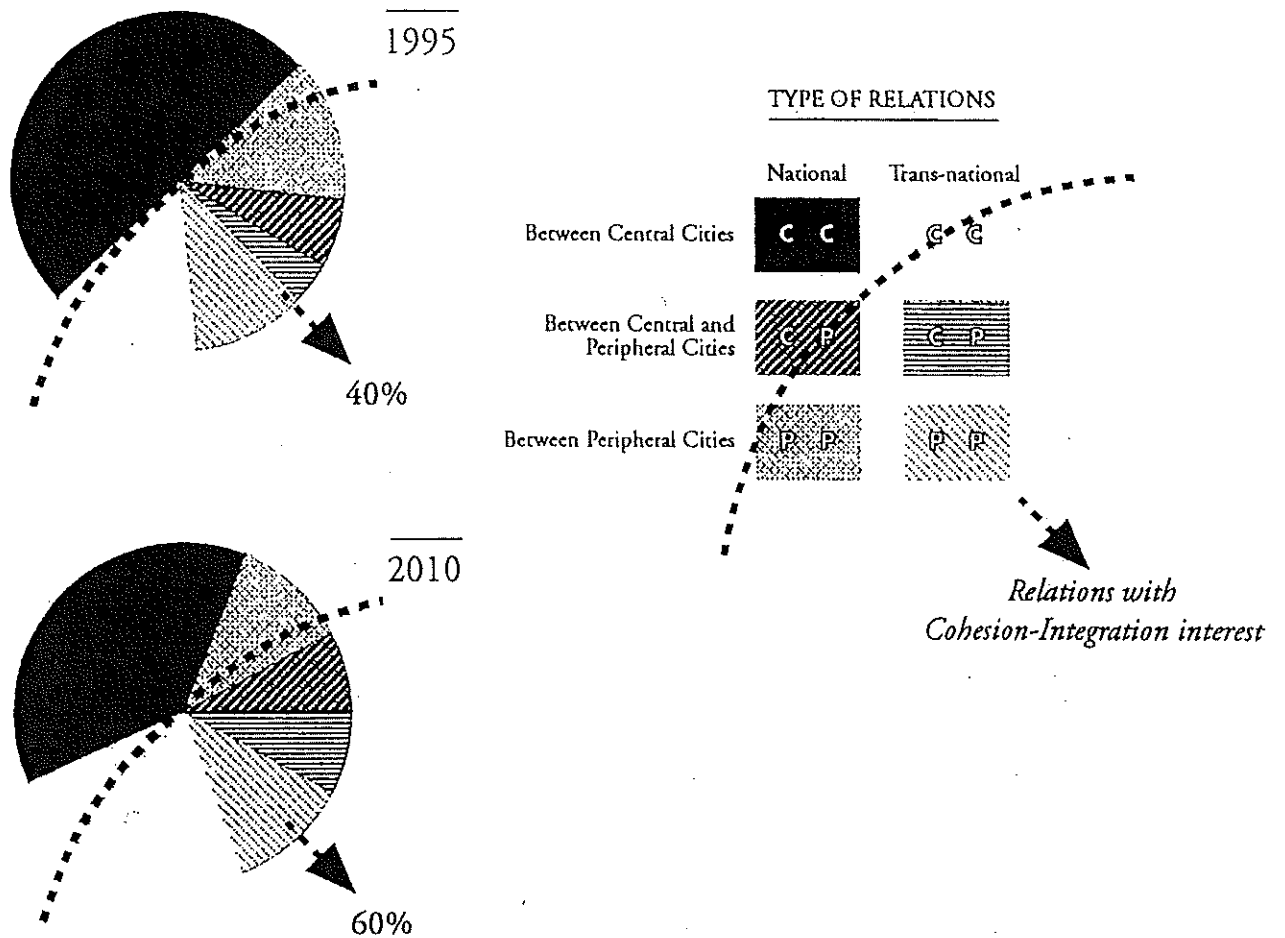 1995
40%
TYPE OF RELATIONS
National Trans-national
Between Central Cities C C C C
Between Central and
Peripheral Cities C P C P
Between Peripheral Cities P P P P
Relations with
Cohesion-Integration interest
2010
60%